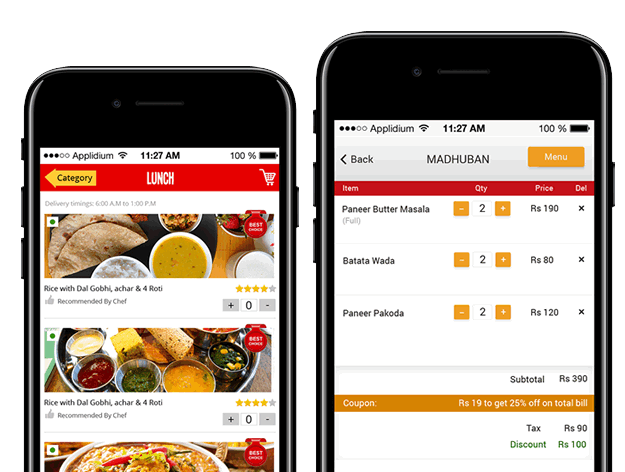 ●●●○○ Applidium 11:27 AM 100 %
Category LUNCH
Delivery timings: 6:00 A.M to 1:00 P.M
BEST
CHOICE
Rice with Dal Gobhi, achar & 4 Roti
Recommended By Chef + 0 -
BEST
CHOICE
Rice with Dal Gobhi, achar & 4 Roti
Recommended By Chef + 0 -
BEST
CHOICE
●●●○○ Applidium 11:27 AM 100 %
Back MADHUBAN Menu
Item Qty Price Del
Paneer Butter Masala - 2 + Rs 190 ×
(Full)
Batata Wada - 2 + Rs 80 ×
Paneer Pakoda - 2 + Rs 120 ×
Subtotal Rs 390
Coupon: Rs 19 to get 25% off on total bill
Tax Rs 90
Discount Rs 100